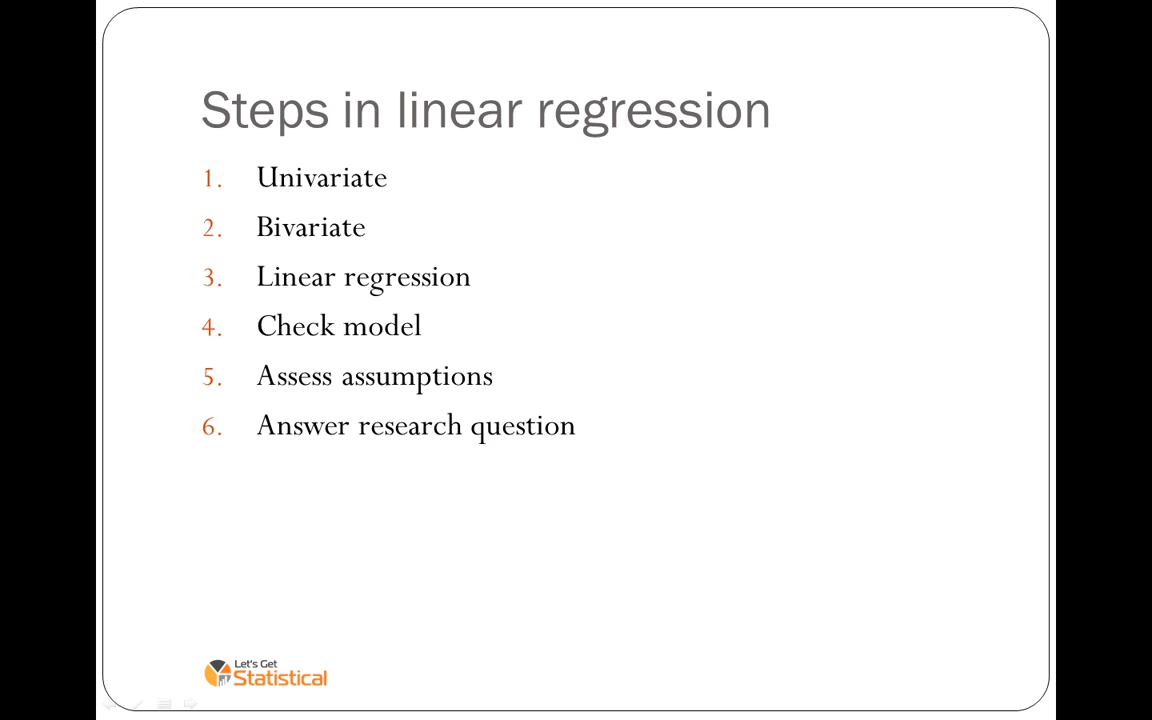 Steps in linear regression
1. Univariate
2. Bivariate
3. Linear regression
4. Check model
5. Assess assumptions
6. Answer research question
Let's Get
Statistical